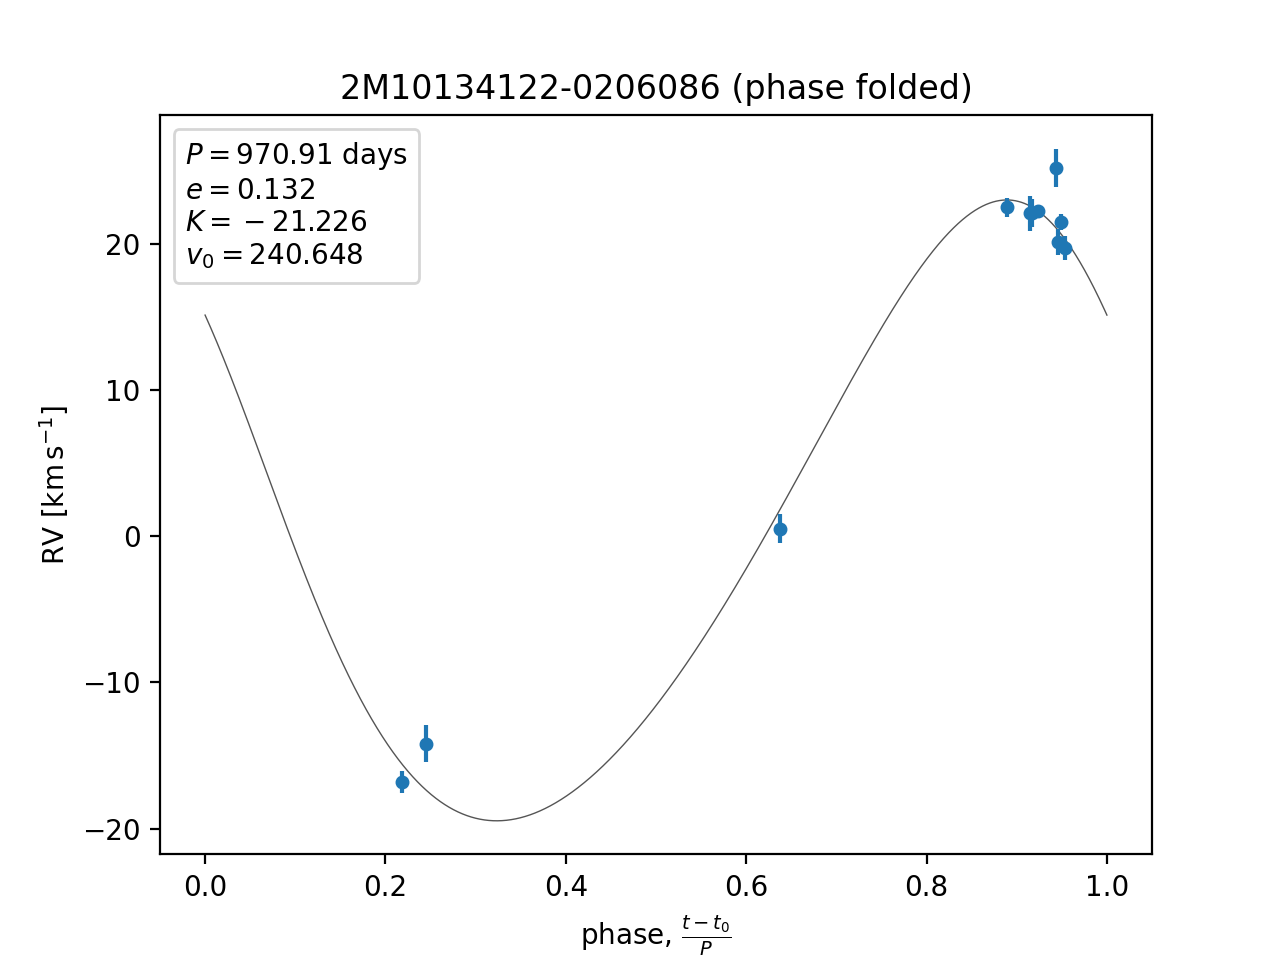 2M10134122-0206086 (phase folded)
P = 970.91 days
e = 0.132
K = −21.226
v₀ = 240.648
RV [km s⁻¹]
20
10
0
−10
−20
0.0 0.2 0.4 0.6 0.8 1.0
phase, (t − t₀)/P